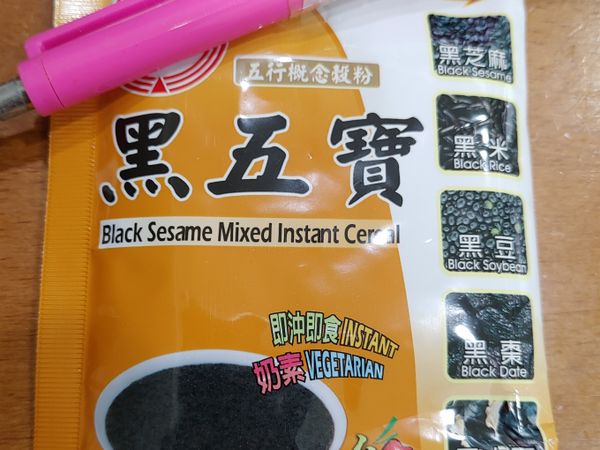 五行概念穀粉
黑五寶
Black Sesame Mixed Instant Cereal
即沖即食 INSTANT
奶素 VEGETARIAN
黑芝麻
Black Sesame
黑米
Black Rice
黑豆
Black Soybean
黑棗
Black Date